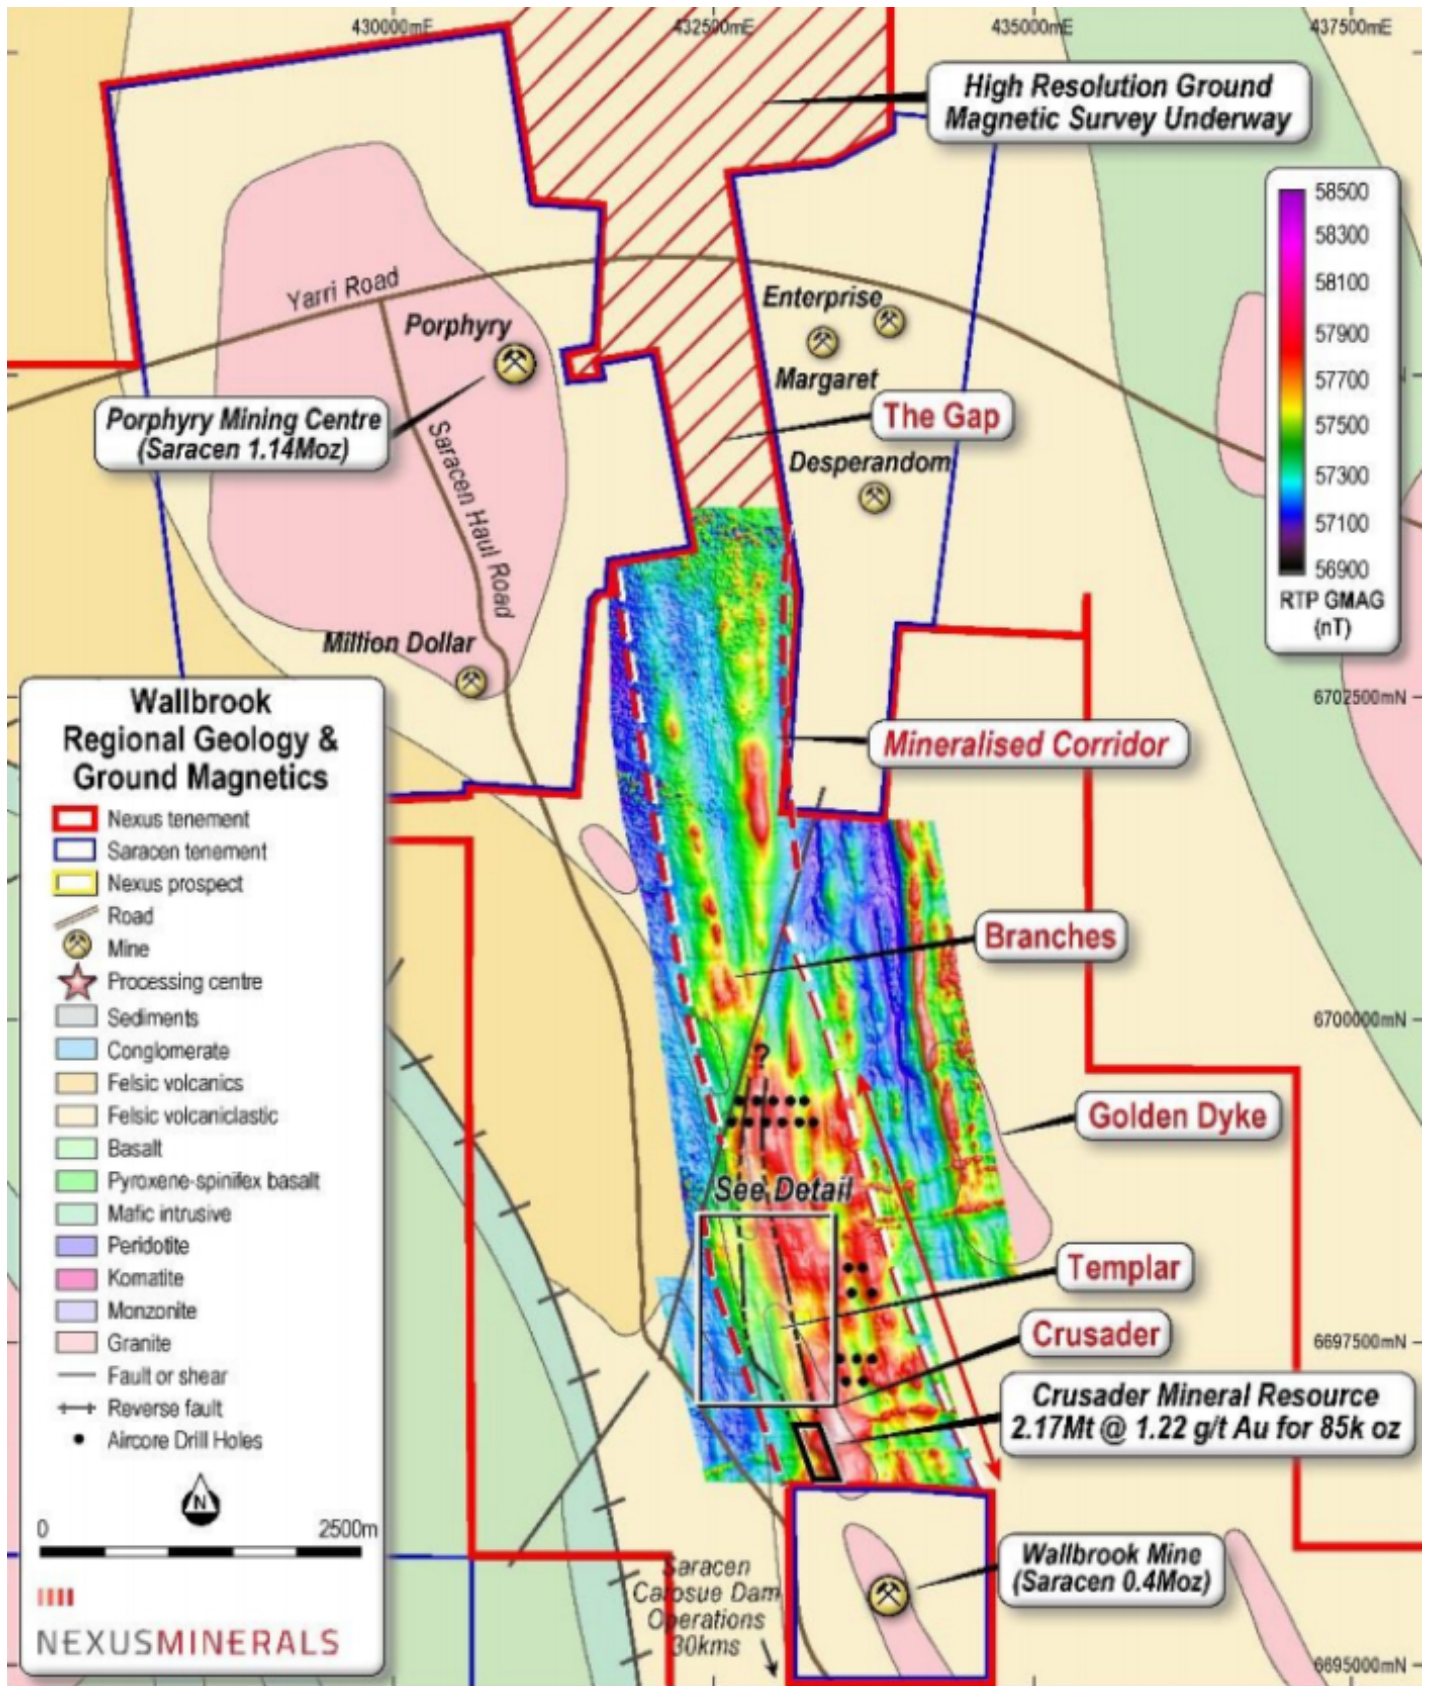 430000mE
432500mE
435000mE
437500mE
High Resolution Ground
Magnetic Survey Underway
58500
58300
58100
57900
57700
57500
57300
57100
56900
RTP GMAG
(nT)
Yarri Road
Porphyry
Enterprise
Margaret
The Gap
Porphyry Mining Centre
(Saracen 1.14Moz)
Saracen Haul Road
Desperandom
Million Dollar
6702500mN
Mineralised Corridor
Wallbrook
Regional Geology &
Ground Magnetics
Nexus tenement
Saracen tenement
Nexus prospect
Road
Mine
Processing centre
Sediments
Conglomerate
Felsic volcanics
Felsic volcaniclastic
Basalt
Pyroxene-spinifex basalt
Mafic intrusive
Peridotite
Komatite
Monzonite
Granite
Fault or shear
Reverse fault
Aircore Drill Holes
N
0 2500m
NEXUSMINERALS
Branches
6700000mN
?
Golden Dyke
See Detail
Templar
Crusader
6697500mN
Crusader Mineral Resource
2.17Mt @ 1.22 g/t Au for 85k oz
Wallbrook Mine
(Saracen 0.4Moz)
Saracen
Carosue Dam
Operations
30kms
6695000mN